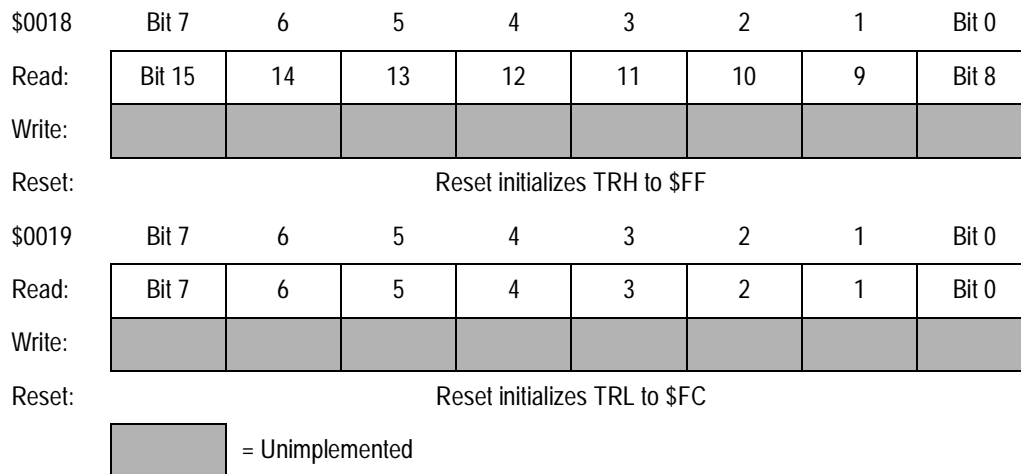 $0018 Bit 7 6 5 4 3 2 1 Bit 0
Read: Bit 15 14 13 12 11 10 9 Bit 8
Write:
Reset: Reset initializes TRH to $FF
$0019 Bit 7 6 5 4 3 2 1 Bit 0
Read: Bit 7 6 5 4 3 2 1 Bit 0
Write:
Reset: Reset initializes TRL to $FC
= Unimplemented